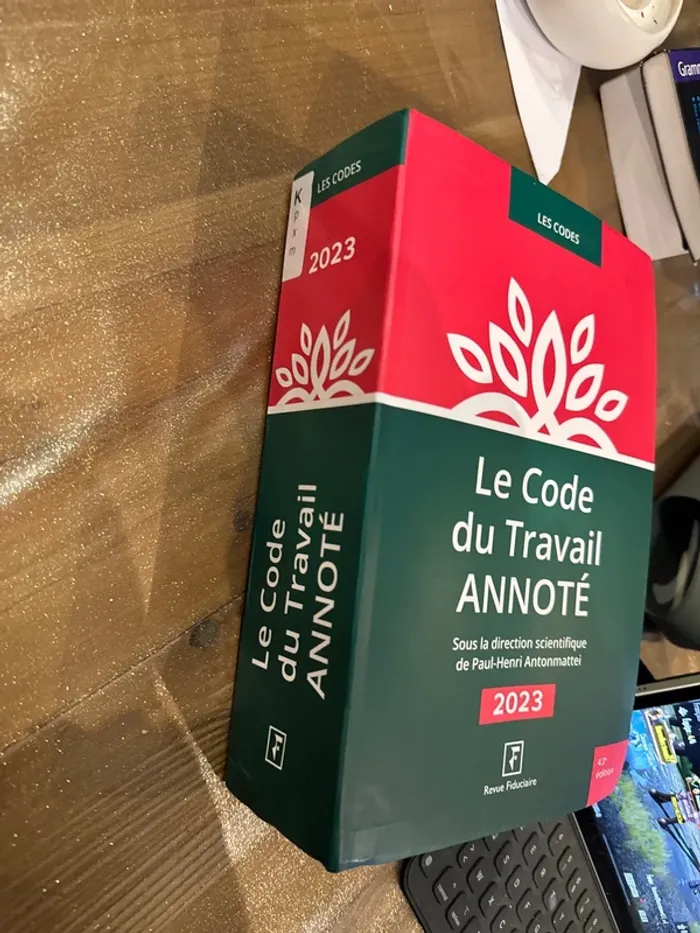 LES CODES
K
p
x
m
2023
Le Code
du Travail
ANNOTÉ
LES CODES
Le Code
du Travail
ANNOTÉ
Sous la direction scientifique
de Paul-Henri Antonmattei
2023
Revue Fiduciaire
43e
édition